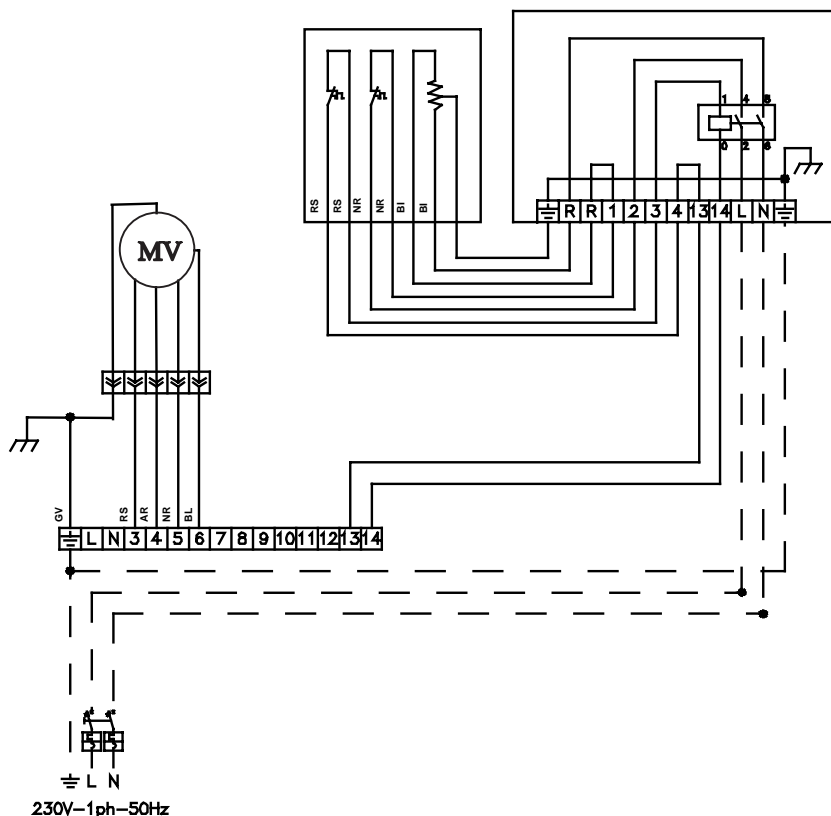 1 4 8
0 2 6
RS RS NR NR BI BI
R R 1 2 3 4 13 14 L N
MV
GV RS AR NR BL
L N 3 4 5 6 7 8 9 10 11 12 13 14
L N
230V-1ph-50Hz